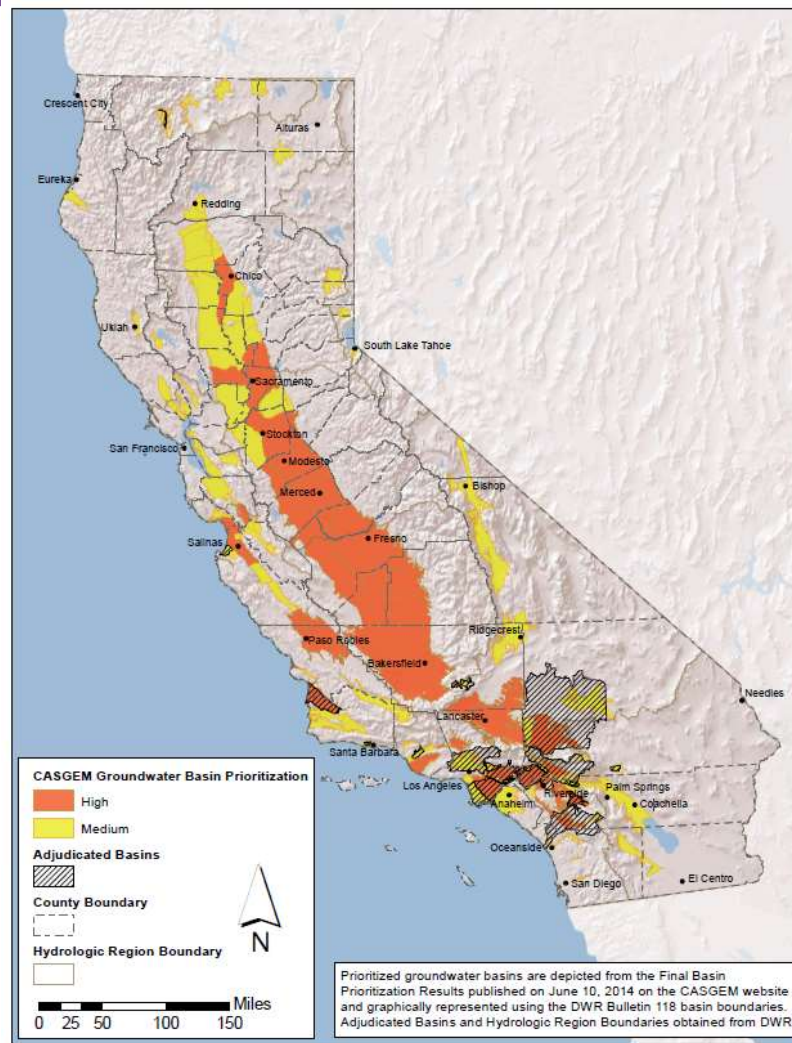 Crescent City
Alturas
Eureka
Redding
Chico
Ukiah
South Lake Tahoe
Sacramento
Stockton
San Francisco
Modesto
Bishop
Merced
Fresno
Salinas
Ridgecrest
Paso Robles
Bakersfield
Needles
Lancaster
Santa Barbara
Los Angeles
Riverside
Palm Springs
Anaheim
Coachella
Oceanside
San Diego
El Centro
CASGEM Groundwater Basin Prioritization
High
Medium
Adjudicated Basins
County Boundary
Hydrologic Region Boundary
N
Miles
0 25 50 100 150
Prioritized groundwater basins are depicted from the Final Basin
Prioritization Results published on June 10, 2014 on the CASGEM website
and graphically represented using the DWR Bulletin 118 basin boundaries.
Adjudicated Basins and Hydrologic Region Boundaries obtained from DWR